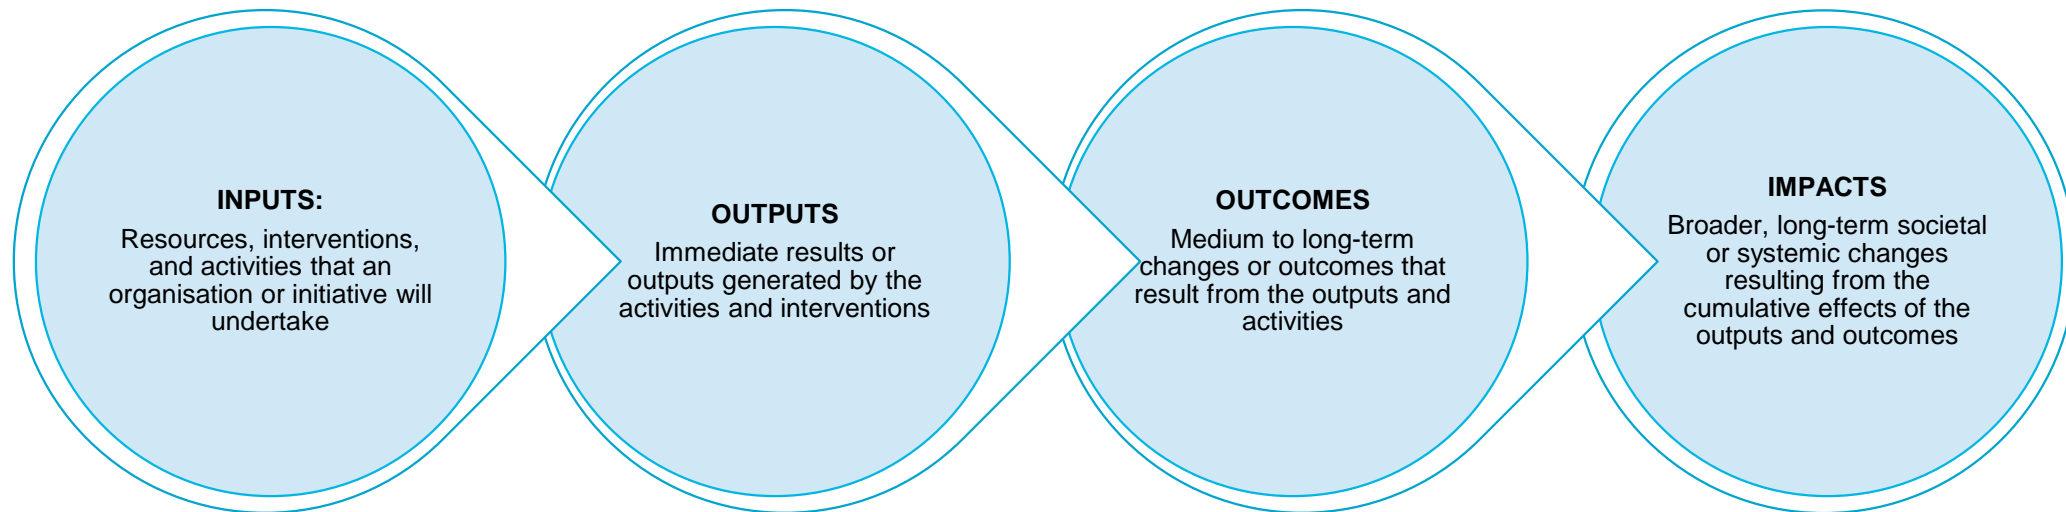 INPUTS:
Resources, interventions,
and activities that an
organisation or initiative will
undertake
OUTPUTS
Immediate results or
outputs generated by the
activities and interventions
OUTCOMES
Medium to long-term
changes or outcomes that
result from the outputs and
activities
IMPACTS
Broader, long-term societal
or systemic changes
resulting from the
cumulative effects of the
outputs and outcomes